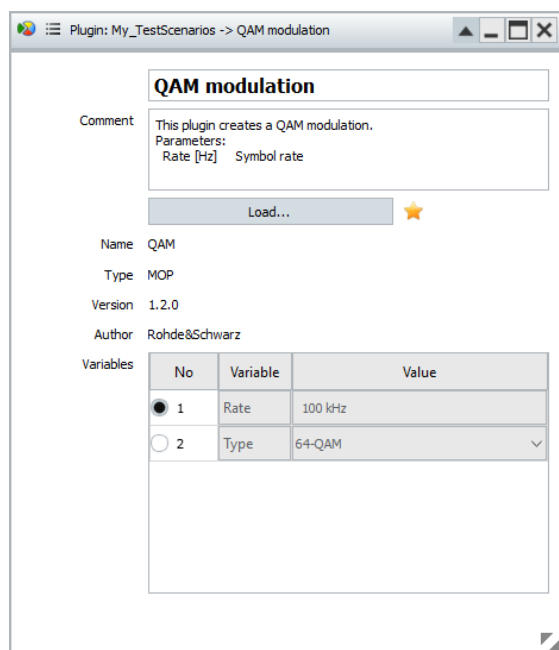 Plugin: My_TestScenarios -> QAM modulation
QAM modulation
Comment
This plugin creates a QAM modulation.
Parameters:
Rate [Hz] Symbol rate
Load...
Name QAM
Type MOP
Version 1.2.0
Author Rohde&Schwarz
Variables
No Variable Value
1 Rate 100 kHz
2 Type 64-QAM